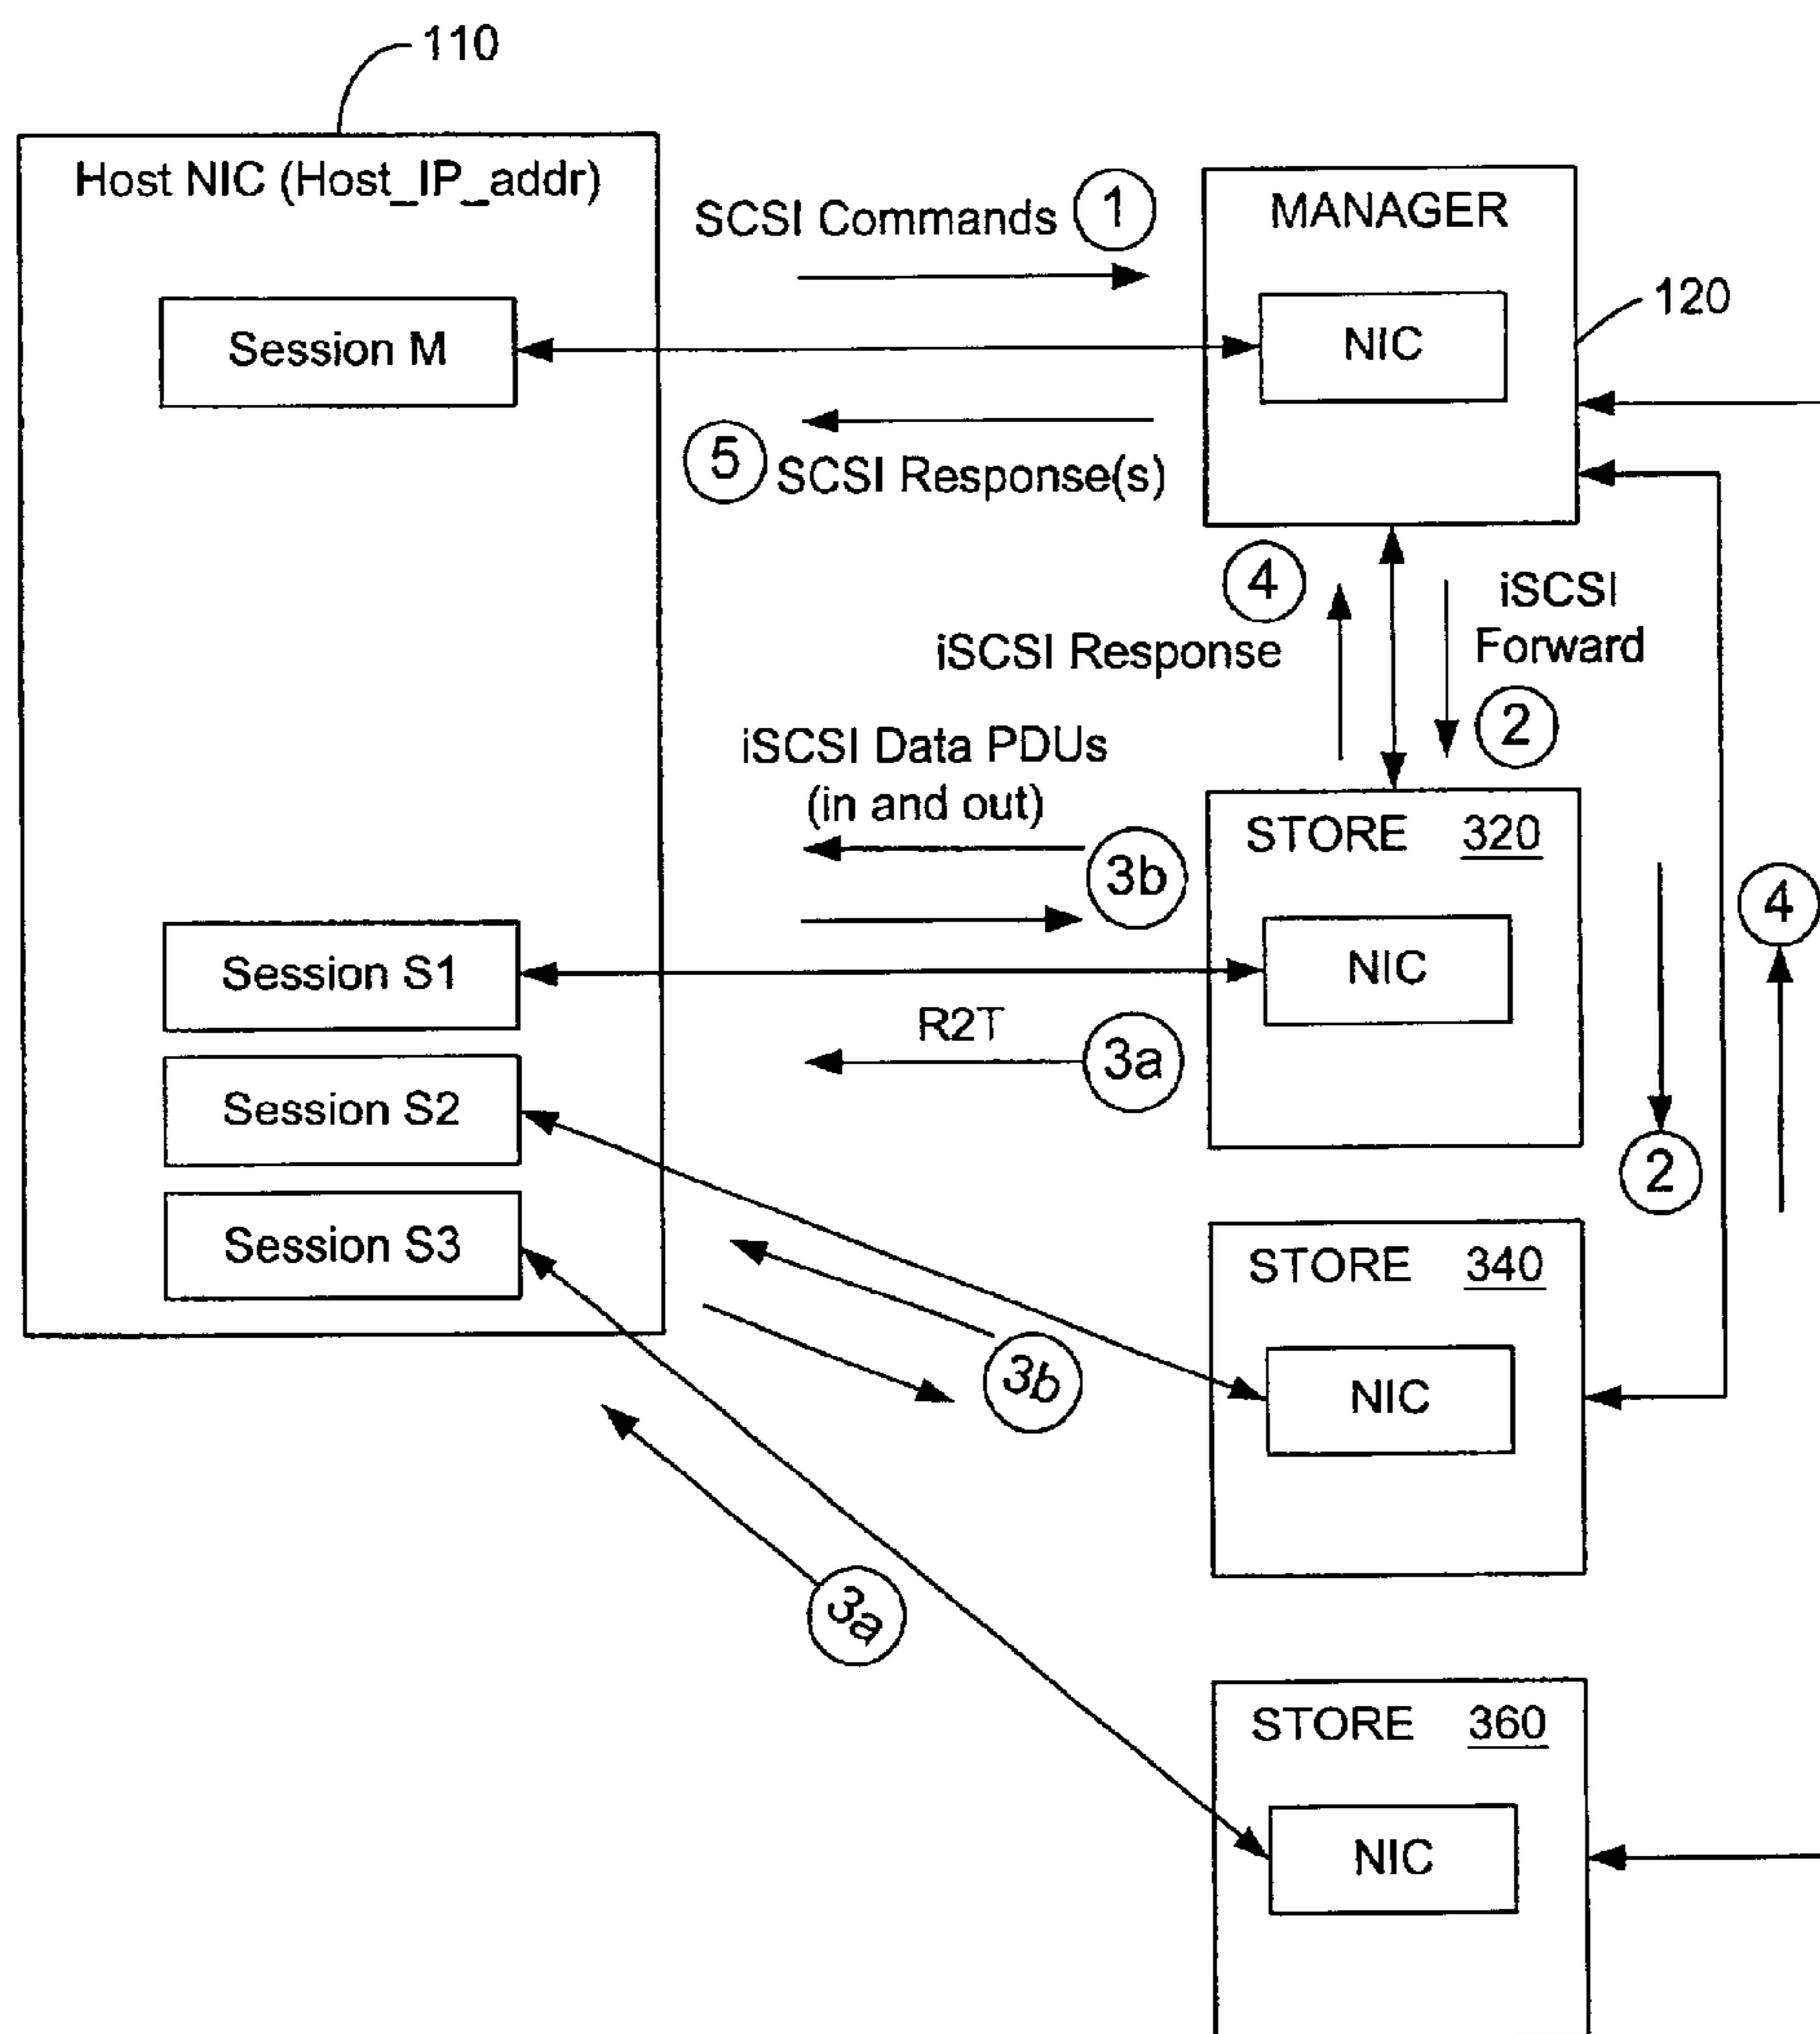 110
Host NIC (Host_IP_addr)
SCSI Commands 1
MANAGER
120
Session M
NIC
5 SCSI Response(s)
4
iSCSI
Forward
iSCSI Response
2
iSCSI Data PDUs
(in and out)
STORE 320
3b
4
Session S1
NIC
R2T
3a
Session S2
2
Session S3
STORE 340
3b
NIC
3a
STORE 360
NIC